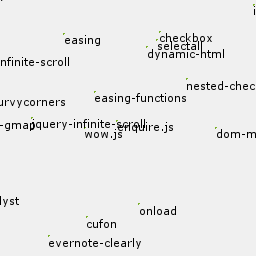 easing
checkbox
selectall
dynamic-html
nfinite-scroll
nested-chec
easing-functions
urvycorners
-gmap
jquery-infinite-scroll
enquire.js
wow.js
dom-m
lyst
onload
cufon
evernote-clearly